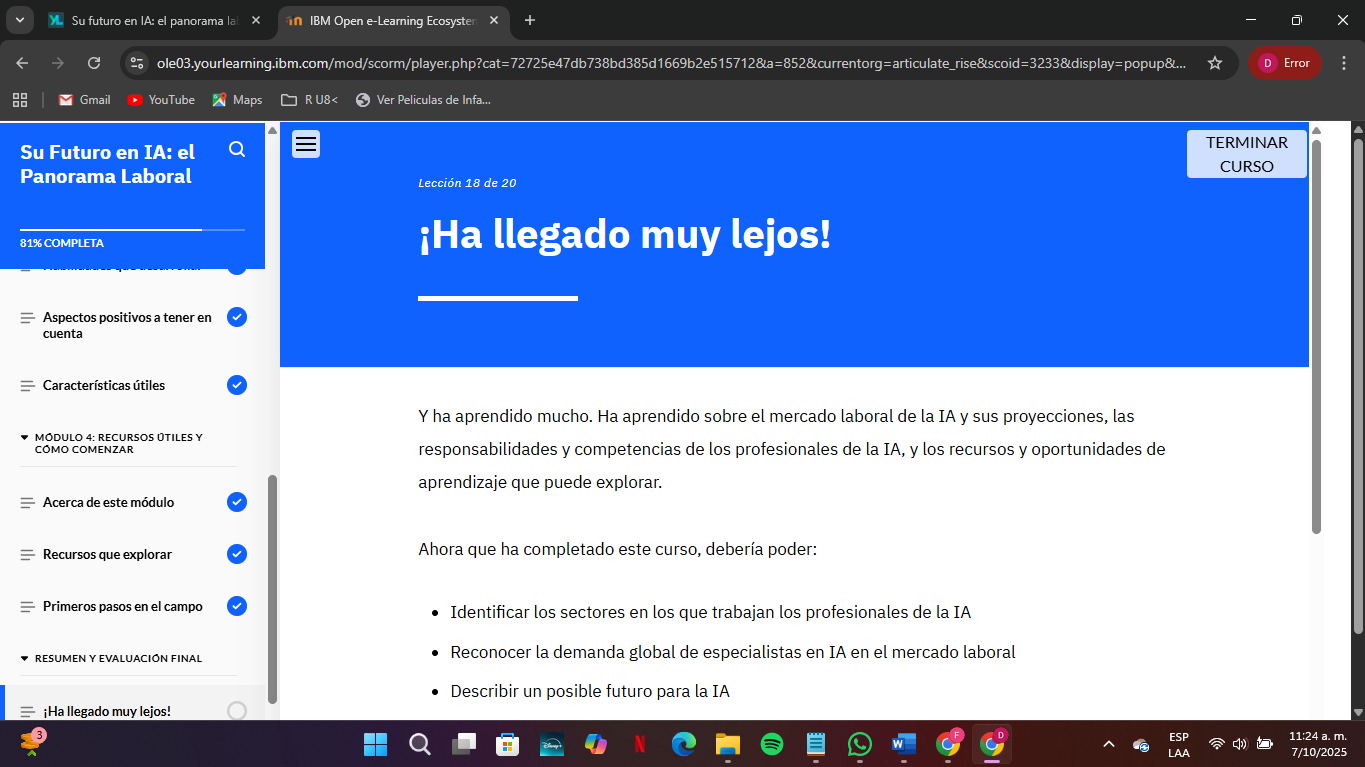 Su futuro en IA: el panorama la
IBM Open e-Learning Ecosystem
ole03.yourlearning.ibm.com/mod/scorm/player.php?cat=72725e47db738bd385d1669b2e515712&a=852&currentorg=articulate_rise&scoid=3233&display=popup&...
D Error
Gmail
YouTube
Maps
R U8<
Ver Peliculas de Infa...
Su Futuro en IA: el
Panorama Laboral
81% COMPLETA
Habilidades que desarrollar
Aspectos positivos a tener en
cuenta
Características útiles
MÓDULO 4: RECURSOS ÚTILES Y
CÓMO COMENZAR
Acerca de este módulo
Recursos que explorar
Primeros pasos en el campo
RESUMEN Y EVALUACIÓN FINAL
¡Ha llegado muy lejos!
TERMINAR
CURSO
Lección 18 de 20
¡Ha llegado muy lejos!
Y ha aprendido mucho. Ha aprendido sobre el mercado laboral de la IA y sus proyecciones, las
responsabilidades y competencias de los profesionales de la IA, y los recursos y oportunidades de
aprendizaje que puede explorar.
Ahora que ha completado este curso, debería poder:
• Identificar los sectores en los que trabajan los profesionales de la IA
• Reconocer la demanda global de especialistas en IA en el mercado laboral
• Describir un posible futuro para la IA
3
Disney+
N
W
F
D
ESP
LAA
11:24 a. m.
7/10/2025